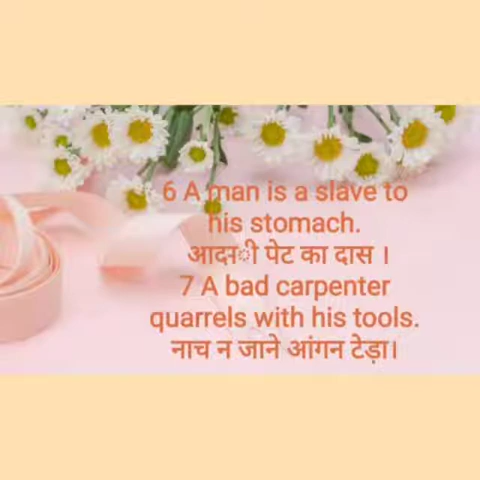 6 A man is a slave to
his stomach.
आदमी पेट का दास ।
7 A bad carpenter
quarrels with his tools.
नाच न जाने आंगन टेड़ा।